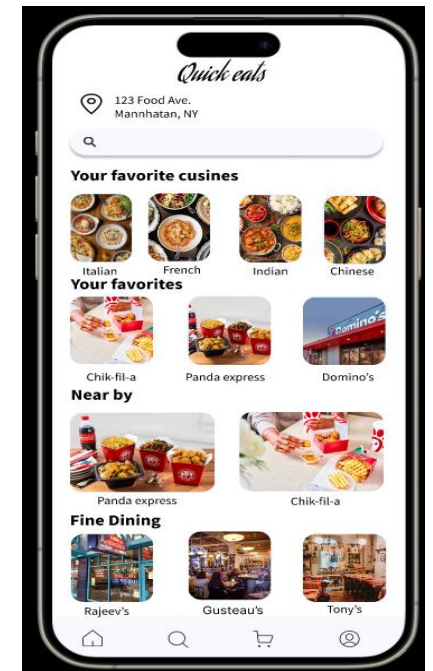 Quick eats
123 Food Ave.
Mannhatan, NY
Your favorite cusines
Italian French Indian Chinese
Your favorites
Domino's
Chik-fil-a Panda express Domino's
Near by
Panda express Chik-fil-a
Fine Dining
Rajeev's Gusteau's Tony's